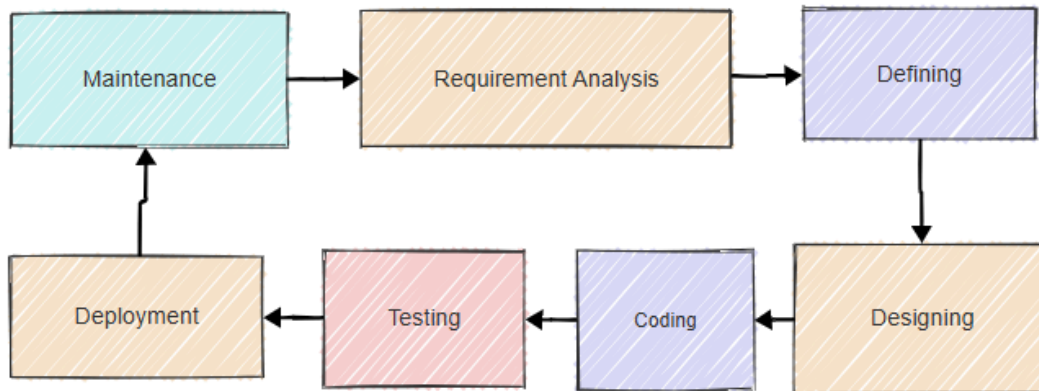 Maintenance
Requirement Analysis
Defining
Deployment
Testing
Coding
Designing